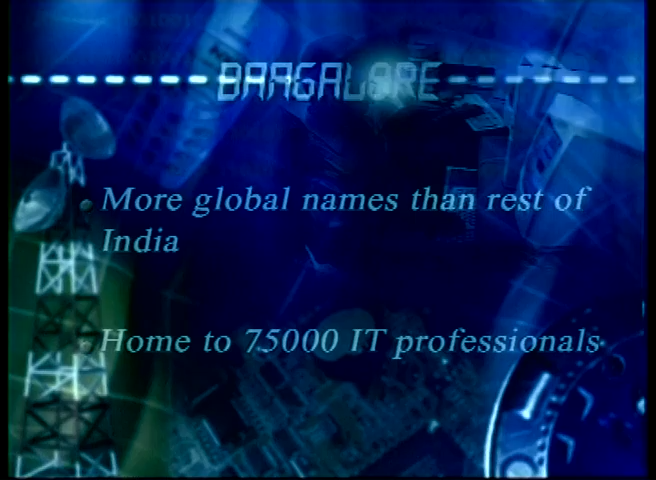 BANGALORE
More global names than rest of
India
Home to 75000 IT professionals